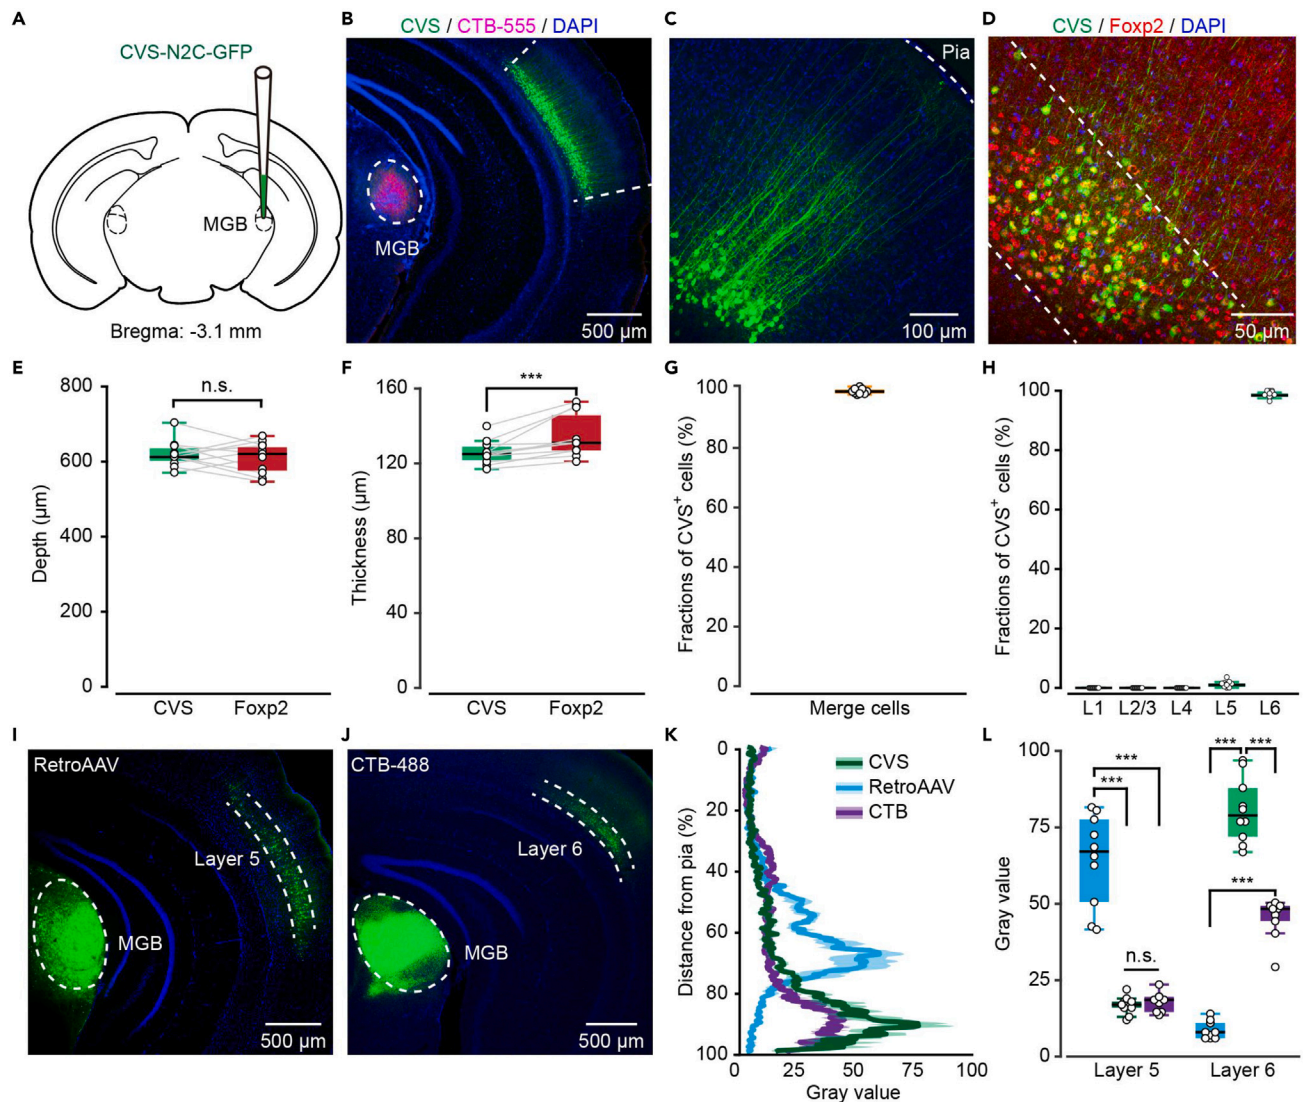 A
CVS-N2C-GFP
MGB
Bregma: -3.1 mm
B
CVS / CTB-555 / DAPI
MGB
500 µm
C
Pia
100 µm
D
CVS / Foxp2 / DAPI
50 µm
E
n.s.
Depth (µm)
800
600
400
200
0
CVS
Foxp2
F
***
Thickness (µm)
160
120
80
40
0
CVS
Foxp2
G
Fractions of CVS+ cells (%)
100
80
60
40
20
0
Merge cells
H
Fractions of CVS+ cells (%)
100
80
60
40
20
0
L1
L2/3
L4
L5
L6
I
RetroAAV
Layer 5
MGB
500 µm
J
CTB-488
Layer 6
MGB
500 µm
K
Distance from pia (%)
0
20
40
60
80
100
CVS
RetroAAV
CTB
0
25
50
75
100
Gray value
L
Gray value
100
75
50
25
0
***
***
n.s.
***
***
***
Layer 5
Layer 6